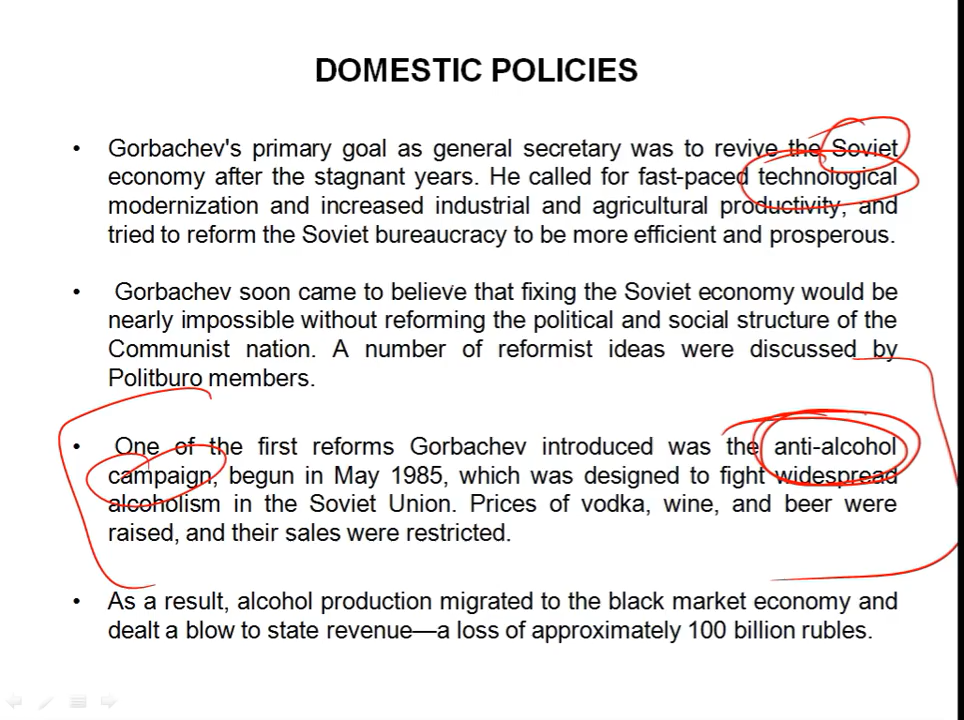 DOMESTIC POLICIES
• Gorbachev's primary goal as general secretary was to revive the Soviet
economy after the stagnant years. He called for fast-paced technological
modernization and increased industrial and agricultural productivity, and
tried to reform the Soviet bureaucracy to be more efficient and prosperous.
• Gorbachev soon came to believe that fixing the Soviet economy would be
nearly impossible without reforming the political and social structure of the
Communist nation. A number of reformist ideas were discussed by
Politburo members.
• One of the first reforms Gorbachev introduced was the anti-alcohol
campaign, begun in May 1985, which was designed to fight widespread
alcoholism in the Soviet Union. Prices of vodka, wine, and beer were
raised, and their sales were restricted.
• As a result, alcohol production migrated to the black market economy and
dealt a blow to state revenue—a loss of approximately 100 billion rubles.